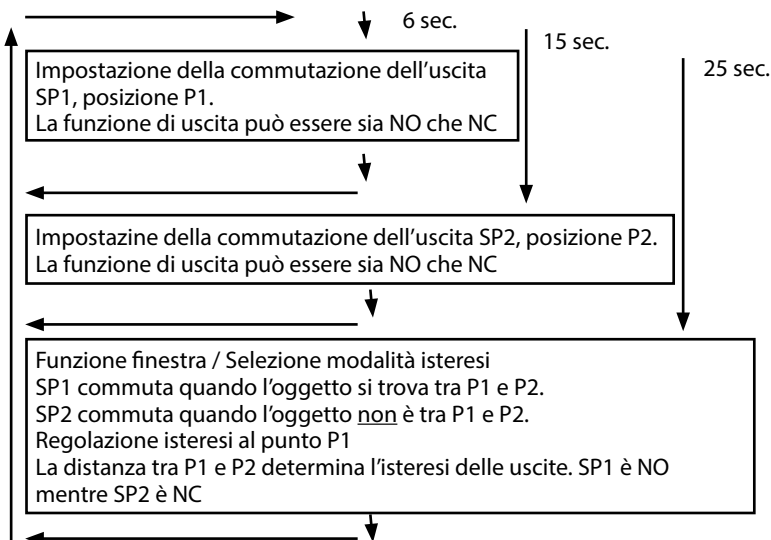 6 sec.
15 sec.
25 sec.
Impostazione della commutazione dell'uscita
SP1, posizione P1.
La funzione di uscita può essere sia NO che NC
Impostazine della commutazione dell'uscita SP2, posizione P2.
La funzione di uscita può essere sia NO che NC
Funzione finestra / Selezione modalità isteresi
SP1 commuta quando l'oggetto si trova tra P1 e P2.
SP2 commuta quando l'oggetto non è tra P1 e P2.
Regolazione isteresi al punto P1
La distanza tra P1 e P2 determina l'isteresi delle uscite. SP1 è NO
mentre SP2 è NC